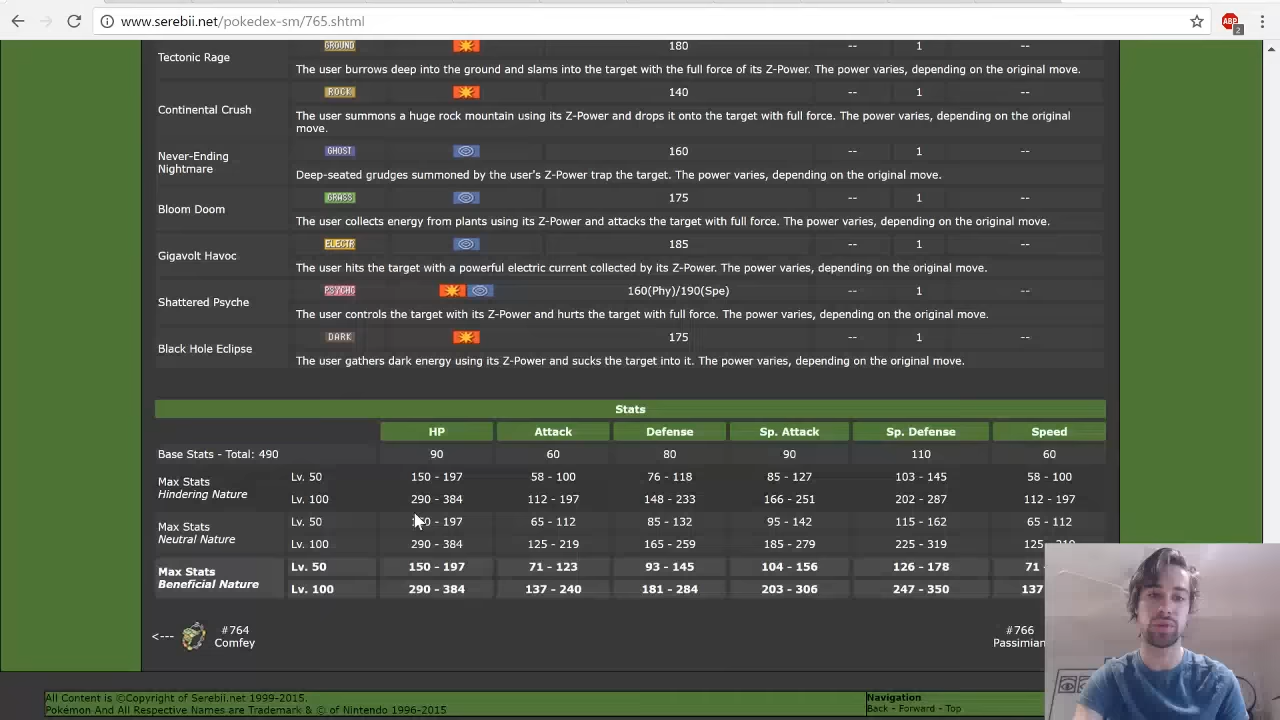 www.serebii.net/pokedex-sm/765.shtml
ABP
2
Tectonic Rage GROUND 180 -- 1 --
The user burrows deep into the ground and slams into the target with the full force of its Z-Power. The power varies, depending on the original move.
Continental Crush ROCK 140 -- 1 --
The user summons a huge rock mountain using its Z-Power and drops it onto the target with full force. The power varies, depending on the original
move.
Never-Ending
Nightmare GHOST 160 -- 1 --
Deep-seated grudges summoned by the user's Z-Power trap the target. The power varies, depending on the original move.
Bloom Doom GRASS 175 -- 1 --
The user collects energy from plants using its Z-Power and attacks the target with full force. The power varies, depending on the original move.
Gigavolt Havoc ELECTR 185 -- 1 --
The user hits the target with a powerful electric current collected by its Z-Power. The power varies, depending on the original move.
Shattered Psyche PSYCHC 160(Phy)/190(Spe) -- 1 --
The user controls the target with its Z-Power and hurts the target with full force. The power varies, depending on the original move.
Black Hole Eclipse DARK 175 -- 1 --
The user gathers dark energy using its Z-Power and sucks the target into it. The power varies, depending on the original move.
Stats
HP Attack Defense Sp. Attack Sp. Defense Speed
Base Stats - Total: 490 90 60 80 90 110 60
Max Stats
Hindering Nature
Lv. 50 150 - 197 58 - 100 76 - 118 85 - 127 103 - 145 58 - 100
Lv. 100 290 - 384 112 - 197 148 - 233 166 - 251 202 - 287 112 - 197
Max Stats
Neutral Nature
Lv. 50 - 197 65 - 112 85 - 132 95 - 142 115 - 162 65 - 112
Lv. 100 290 - 384 125 - 219 165 - 259 185 - 279 225 - 319 125
Max Stats
Beneficial Nature
Lv. 50 150 - 197 71 - 123 93 - 145 104 - 156 126 - 178 71
Lv. 100 290 - 384 137 - 240 181 - 284 203 - 306 247 - 350 137
<--- #764
Comfey
#766
Passimian
All Content is ©Copyright of Serebii.net 1999-2015.
Pokémon And All Respective Names are Trademark & © of Nintendo 1996-2015
Navigation
Back - Forward - Top